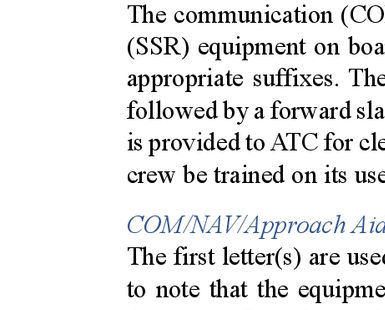 The communication (CO
(SSR) equipment on boa
appropriate suffixes. The
followed by a forward sla
is provided to ATC for cle
crew be trained on its use
COM/NAV/Approach Aid
The first letter(s) are used
to note that the equipme